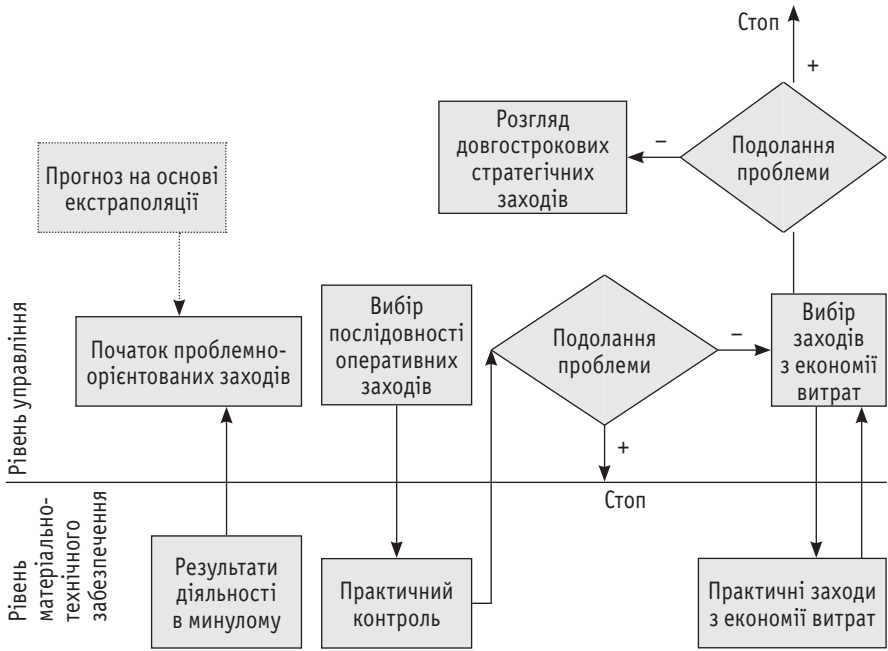 Стоп
+
Розгляд
довгострокових
стратегічних
заходів
–
Подолання
проблеми
Прогноз на основі
екстраполяції
Рівень управління
Початок проблемно-
орієнтованих заходів
Вибір
послідовності
оперативних
заходів
Подолання
проблеми
–
Вибір
заходів
з економії
витрат
+
Стоп
Рівень
матеріально-
технічного
забезпечення
Результати
діяльності
в минулому
Практичний
контроль
Практичні заходи
з економії витрат